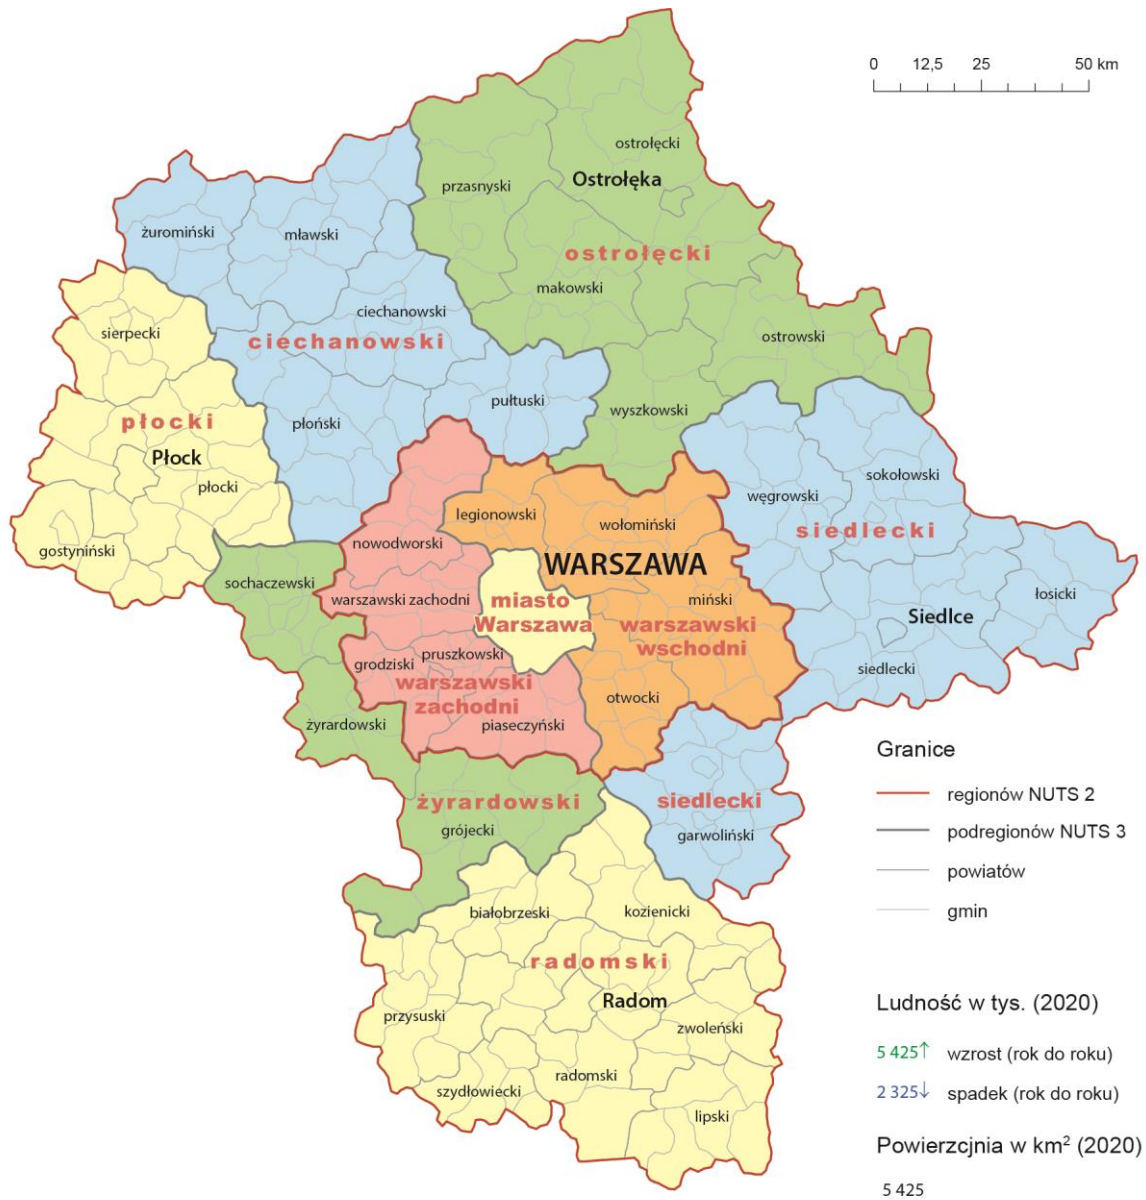 0 12,5 25 50 km
ostrołęcki
Ostrołęka
przasnyski
żuromiński
mławski
ostrołęcki
makowski
ciechanowski
sierpecki
ciechanowski
ostrowski
pułtuski
wyszkowski
płocki
płoński
Płock
płocki
sokołowski
węgrowski
legionowski
wołomiński
siedlecki
nowodworski
gostyniński
WARSZAWA
sochaczewski
warszawski zachodni
miasto
Warszawa
miński
łosicki
Siedlce
warszawski
wschodni
pruszkowski
grodziski
siedlecki
warszawski
zachodni
otwocki
żyrardowski
piaseczyński
żyrardowski
siedlecki
grójecki
garwoliński
białobrzeski
kozienicki
radomski
Radom
przysuski
zwoleński
radomski
szydłowiecki
lipski
Granice
regionów NUTS 2
podregionów NUTS 3
powiatów
gmin
Ludność w tys. (2020)
5 425↑ wzrost (rok do roku)
2 325↓ spadek (rok do roku)
Powierzcjnia w km² (2020)
5 425